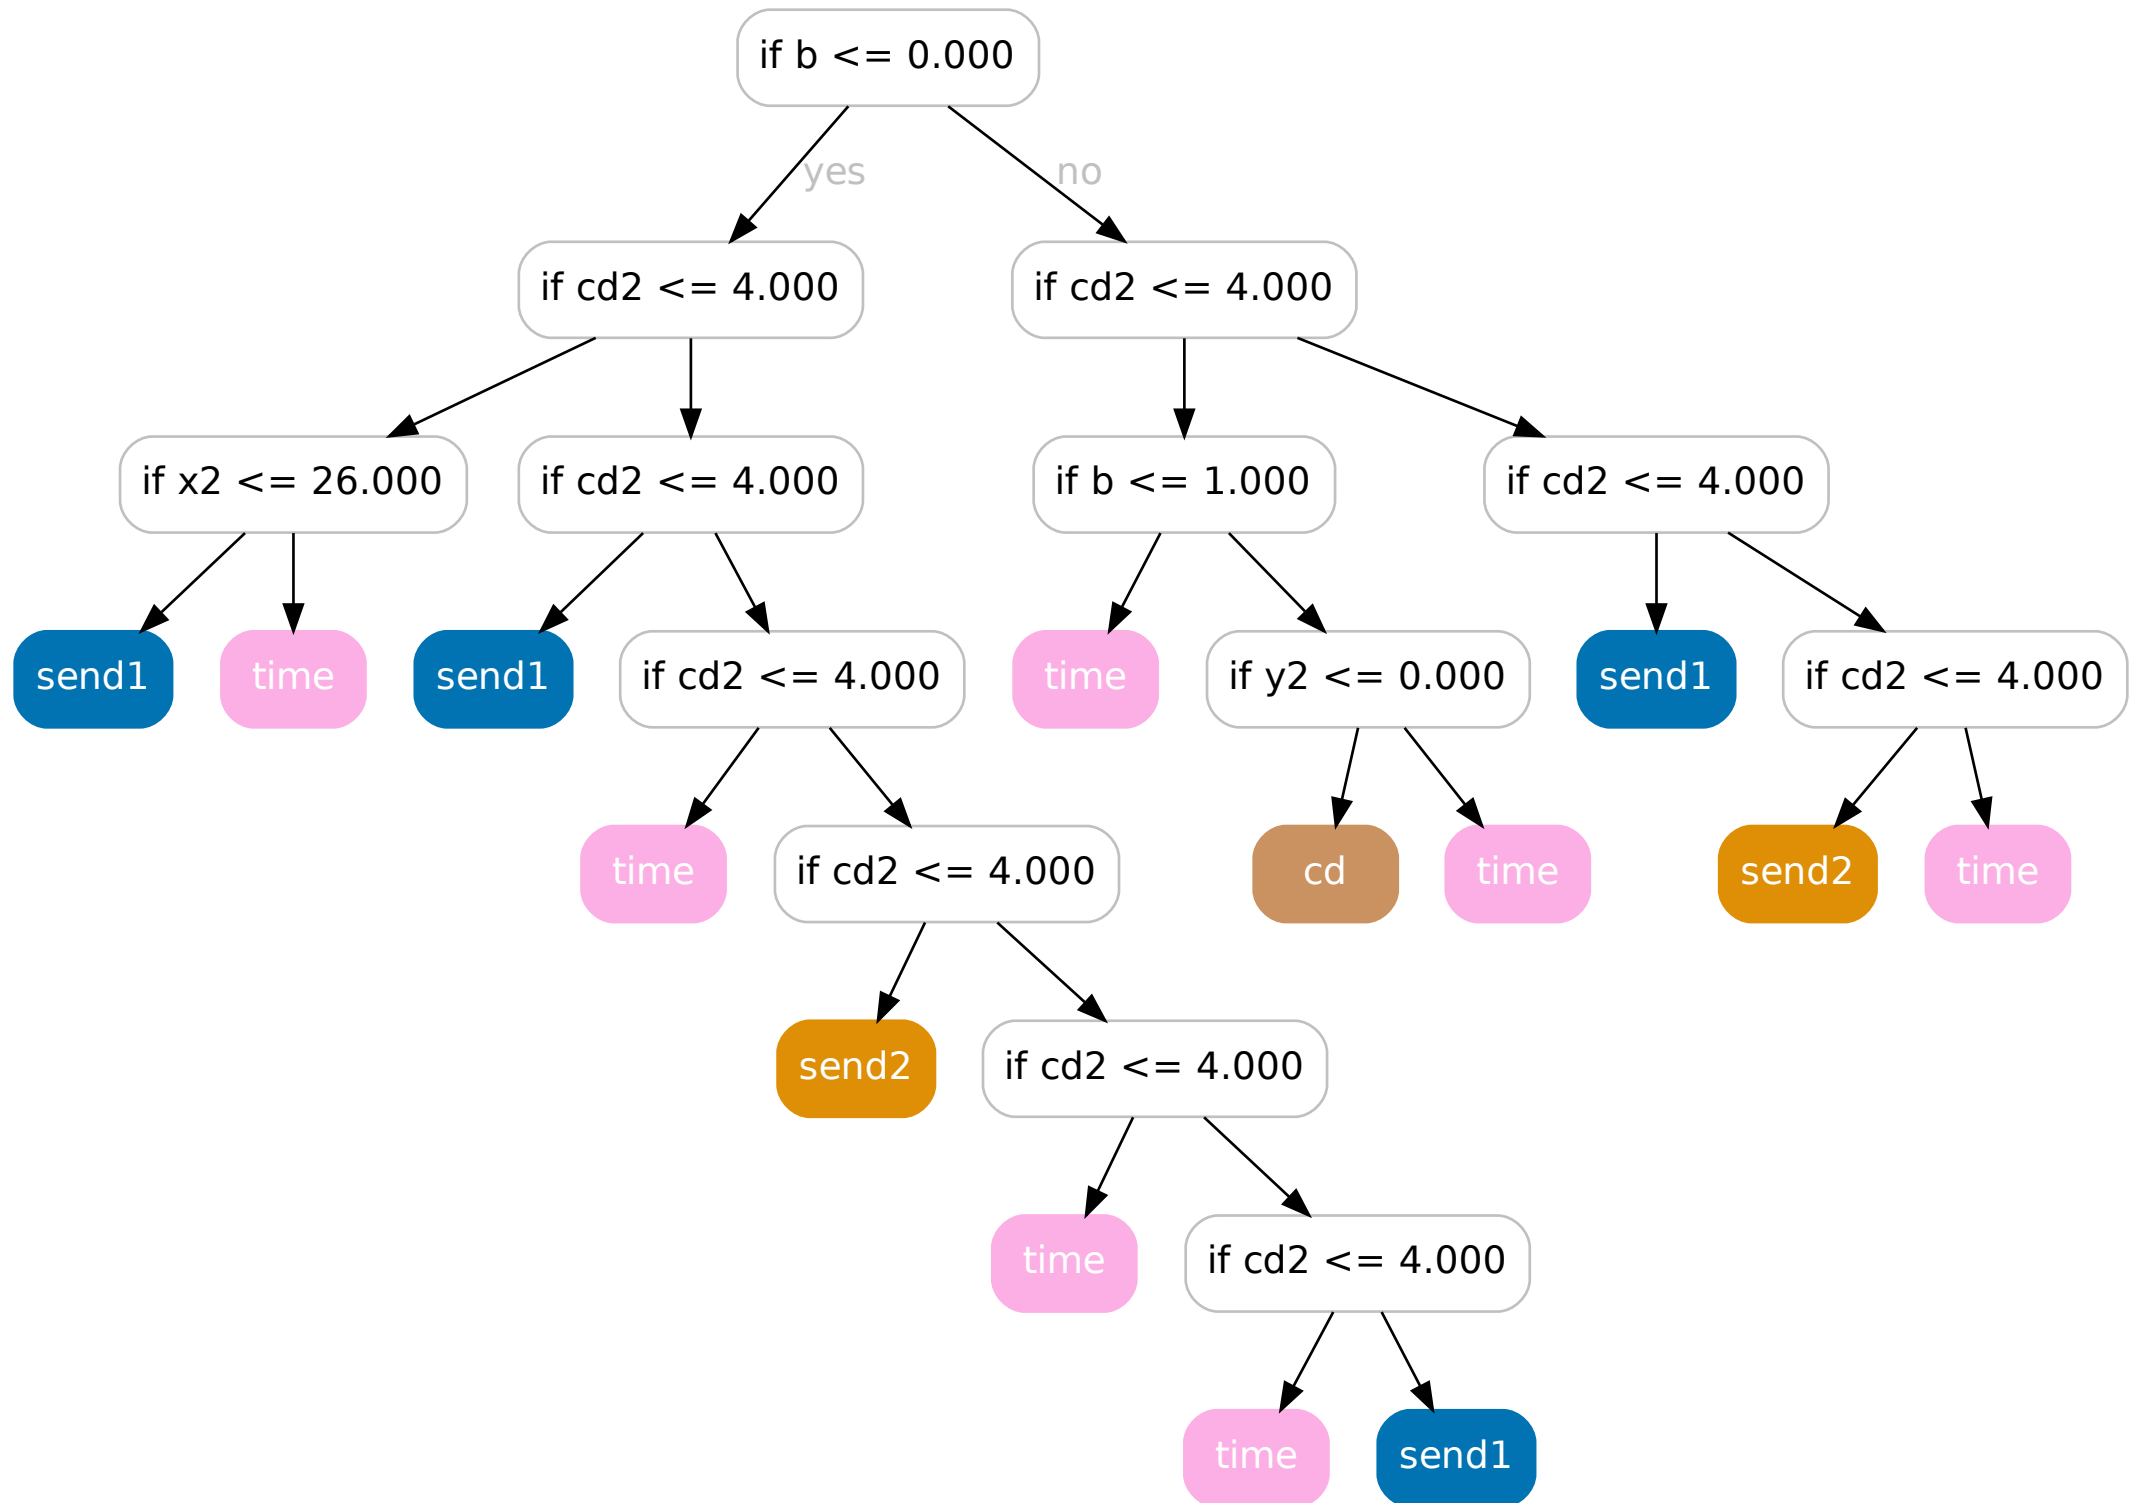 if b <= 0.000
yes
no
if cd2 <= 4.000
if cd2 <= 4.000
if x2 <= 26.000
if cd2 <= 4.000
if b <= 1.000
if cd2 <= 4.000
send1
time
send1
if cd2 <= 4.000
time
if y2 <= 0.000
send1
if cd2 <= 4.000
time
if cd2 <= 4.000
cd
time
send2
time
send2
if cd2 <= 4.000
time
if cd2 <= 4.000
time
send1